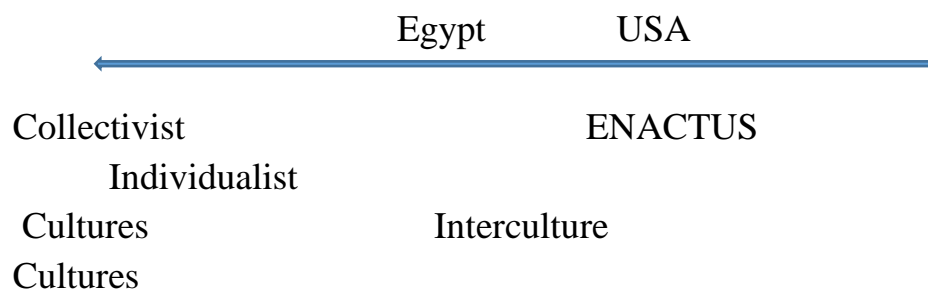 Egypt USA
Collectivist ENACTUS
Individualist
Cultures Interculture
Cultures